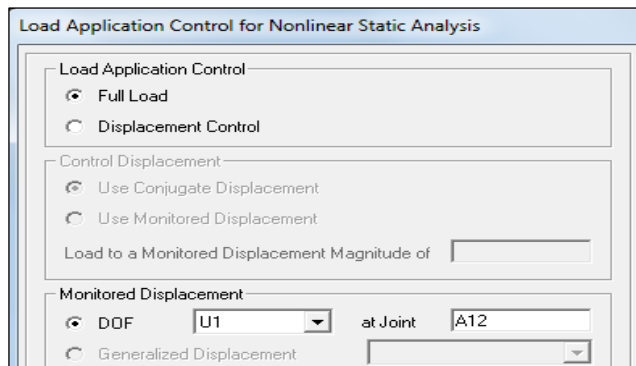 Load Application Control for Nonlinear Static Analysis
Load Application Control
Full Load
Displacement Control
Control Displacement
Use Conjugate Displacement
Use Monitored Displacement
Load to a Monitored Displacement Magnitude of
Monitored Displacement
DOF U1 at Joint A12
Generalized Displacement